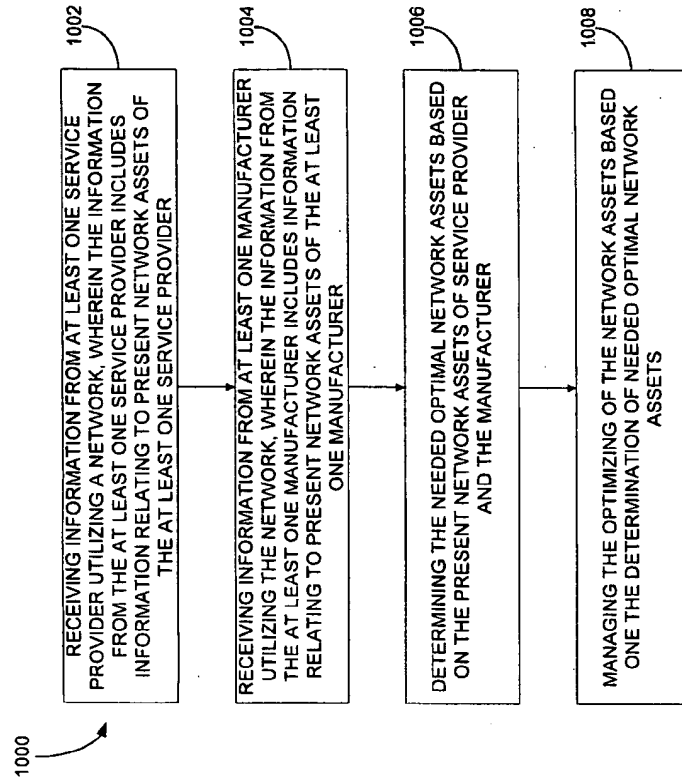 1000
RECEIVING INFORMATION FROM AT LEAST ONE SERVICE
PROVIDER UTILIZING A NETWORK, WHEREIN THE INFORMATION
FROM THE AT LEAST ONE SERVICE PROVIDER INCLUDES
INFORMATION RELATING TO PRESENT NETWORK ASSETS OF
THE AT LEAST ONE SERVICE PROVIDER
1002
RECEIVING INFORMATION FROM AT LEAST ONE MANUFACTURER
UTILIZING THE NETWORK, WHEREIN THE INFORMATION FROM
THE AT LEAST ONE MANUFACTURER INCLUDES INFORMATION
RELATING TO PRESENT NETWORK ASSETS OF THE AT LEAST
ONE MANUFACTURER
1004
DETERMINING THE NEEDED OPTIMAL NETWORK ASSETS BASED
ON THE PRESENT NETWORK ASSETS OF SERVICE PROVIDER
AND THE MANUFACTURER
1006
MANAGING THE OPTIMIZING OF THE NETWORK ASSETS BASED
ONE THE DETERMINATION OF NEEDED OPTIMAL NETWORK
ASSETS
1008